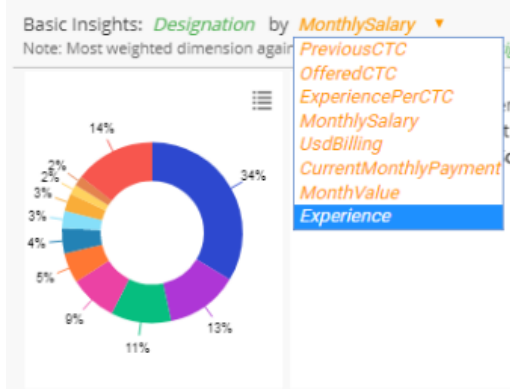 Basic Insights: Designation by MonthlySalary ▼
Note: Most weighted dimension again
PreviousCTC
OfferedCTC
ExperiencePerCTC
MonthlySalary
UsdBilling
CurrentMonthlyPayment
MonthValue
Experience
14%
34%
2%
2%
3%
3%
4%
5%
9%
11%
13%